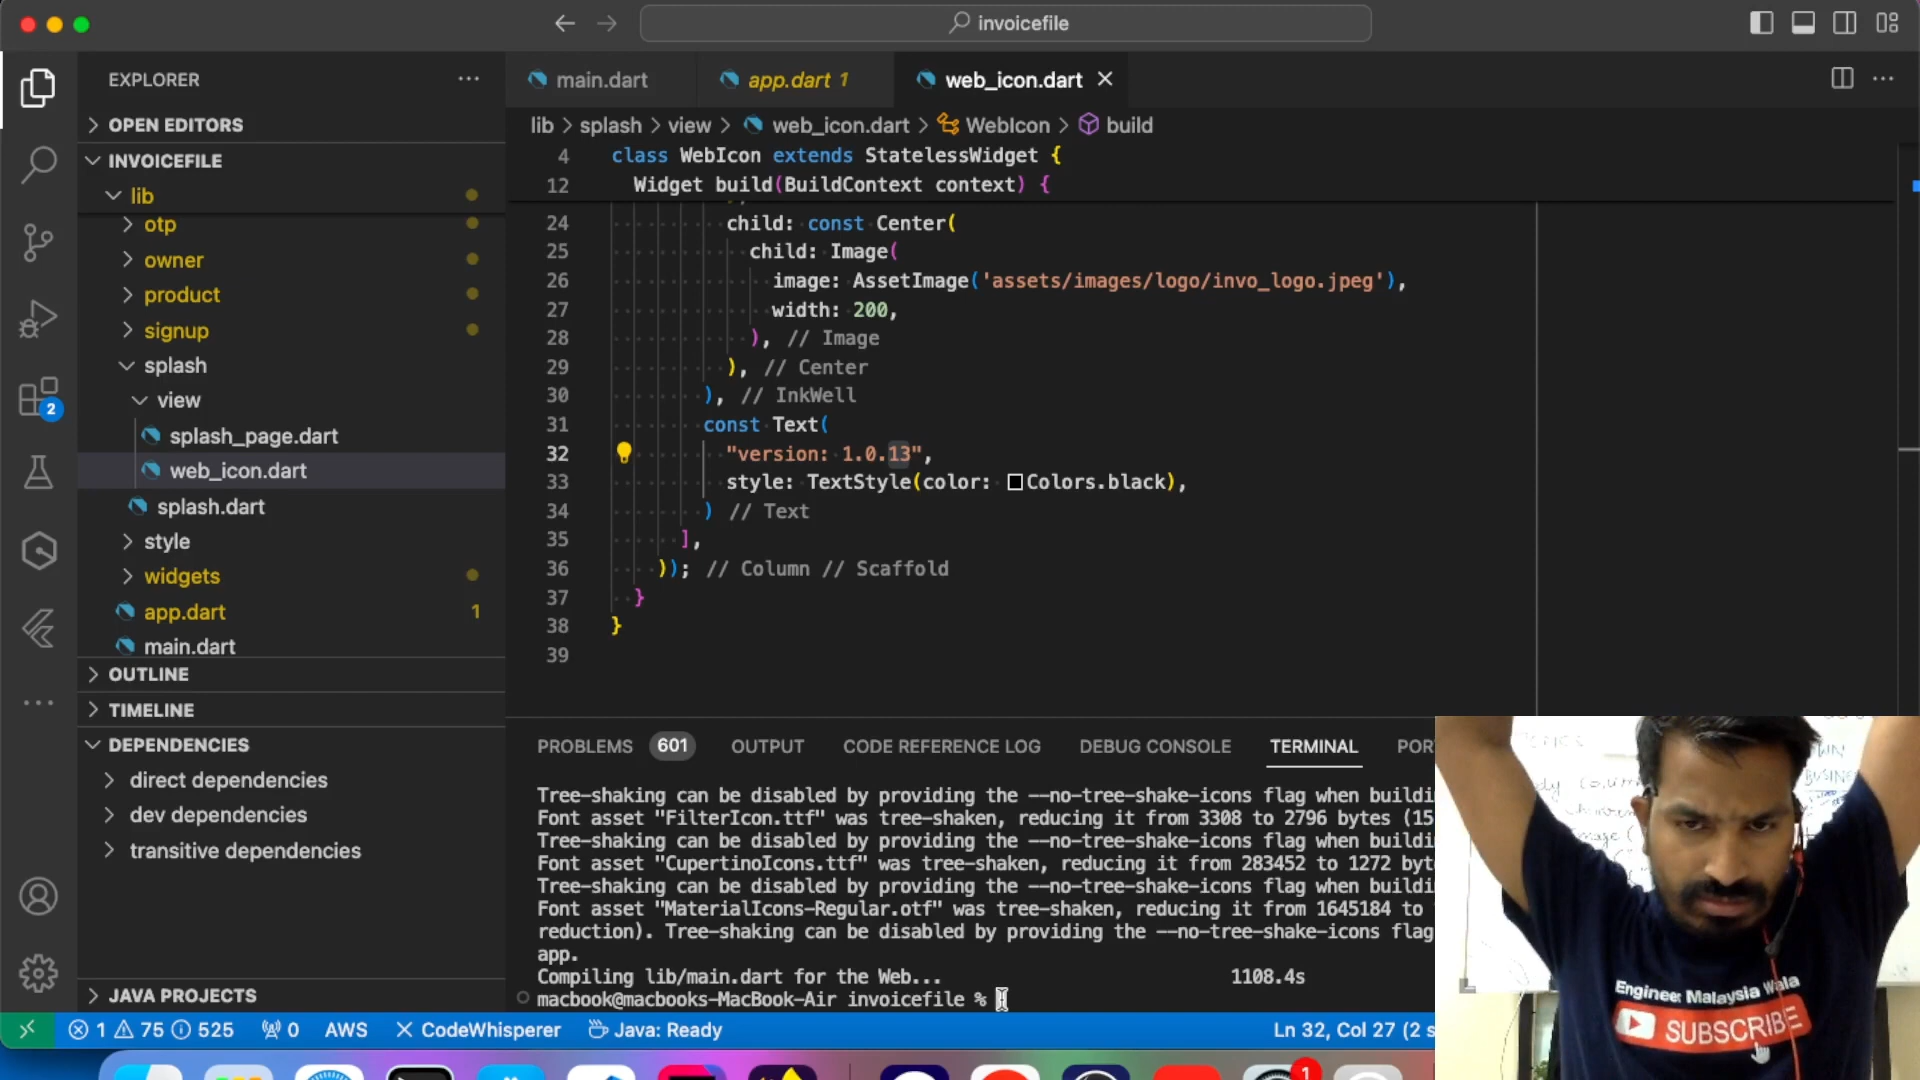 invoicefile
EXPLORER
main.dart
app.dart 1
web_icon.dart
OPEN EDITORS
lib > splash > view > web_icon.dart > WebIcon > build
INVOICEFILE
4 class WebIcon extends StatelessWidget {
12 Widget build(BuildContext context) {
lib
otp
owner
product
signup
splash
view
splash_page.dart
web_icon.dart
splash.dart
style
widgets
app.dart 1
main.dart
OUTLINE
TIMELINE
DEPENDENCIES
direct dependencies
dev dependencies
transitive dependencies
JAVA PROJECTS
2
24 child: const Center(
25 child: Image(
26 image: AssetImage('assets/images/logo/invo_logo.jpeg'),
27 width: 200,
28 ), // Image
29 ), // Center
30 ), // InkWell
31 const Text(
32 "version: 1.0.13",
33 style: TextStyle(color: Colors.black),
34 ) // Text
35 ],
36 )); // Column // Scaffold
37 }
38 }
39
PROBLEMS 601 OUTPUT CODE REFERENCE LOG DEBUG CONSOLE TERMINAL POR
Tree-shaking can be disabled by providing the --no-tree-shake-icons flag when buildi
Font asset "FilterIcon.ttf" was tree-shaken, reducing it from 3308 to 2796 bytes (15
Tree-shaking can be disabled by providing the --no-tree-shake-icons flag when buildi
Font asset "CupertinoIcons.ttf" was tree-shaken, reducing it from 283452 to 1272 byt
Tree-shaking can be disabled by providing the --no-tree-shake-icons flag when buildi
Font asset "MaterialIcons-Regular.otf" was tree-shaken, reducing it from 1645184 to
reduction). Tree-shaking can be disabled by providing the --no-tree-shake-icons flag
app.
Compiling lib/main.dart for the Web... 1108.4s
macbook@macbooks-MacBook-Air invoicefile %
1 75 525 0 AWS CodeWhisperer Java: Ready Ln 32, Col 27 (2 s
1
Engineer Malaysia Wala
SUBSCRIBE